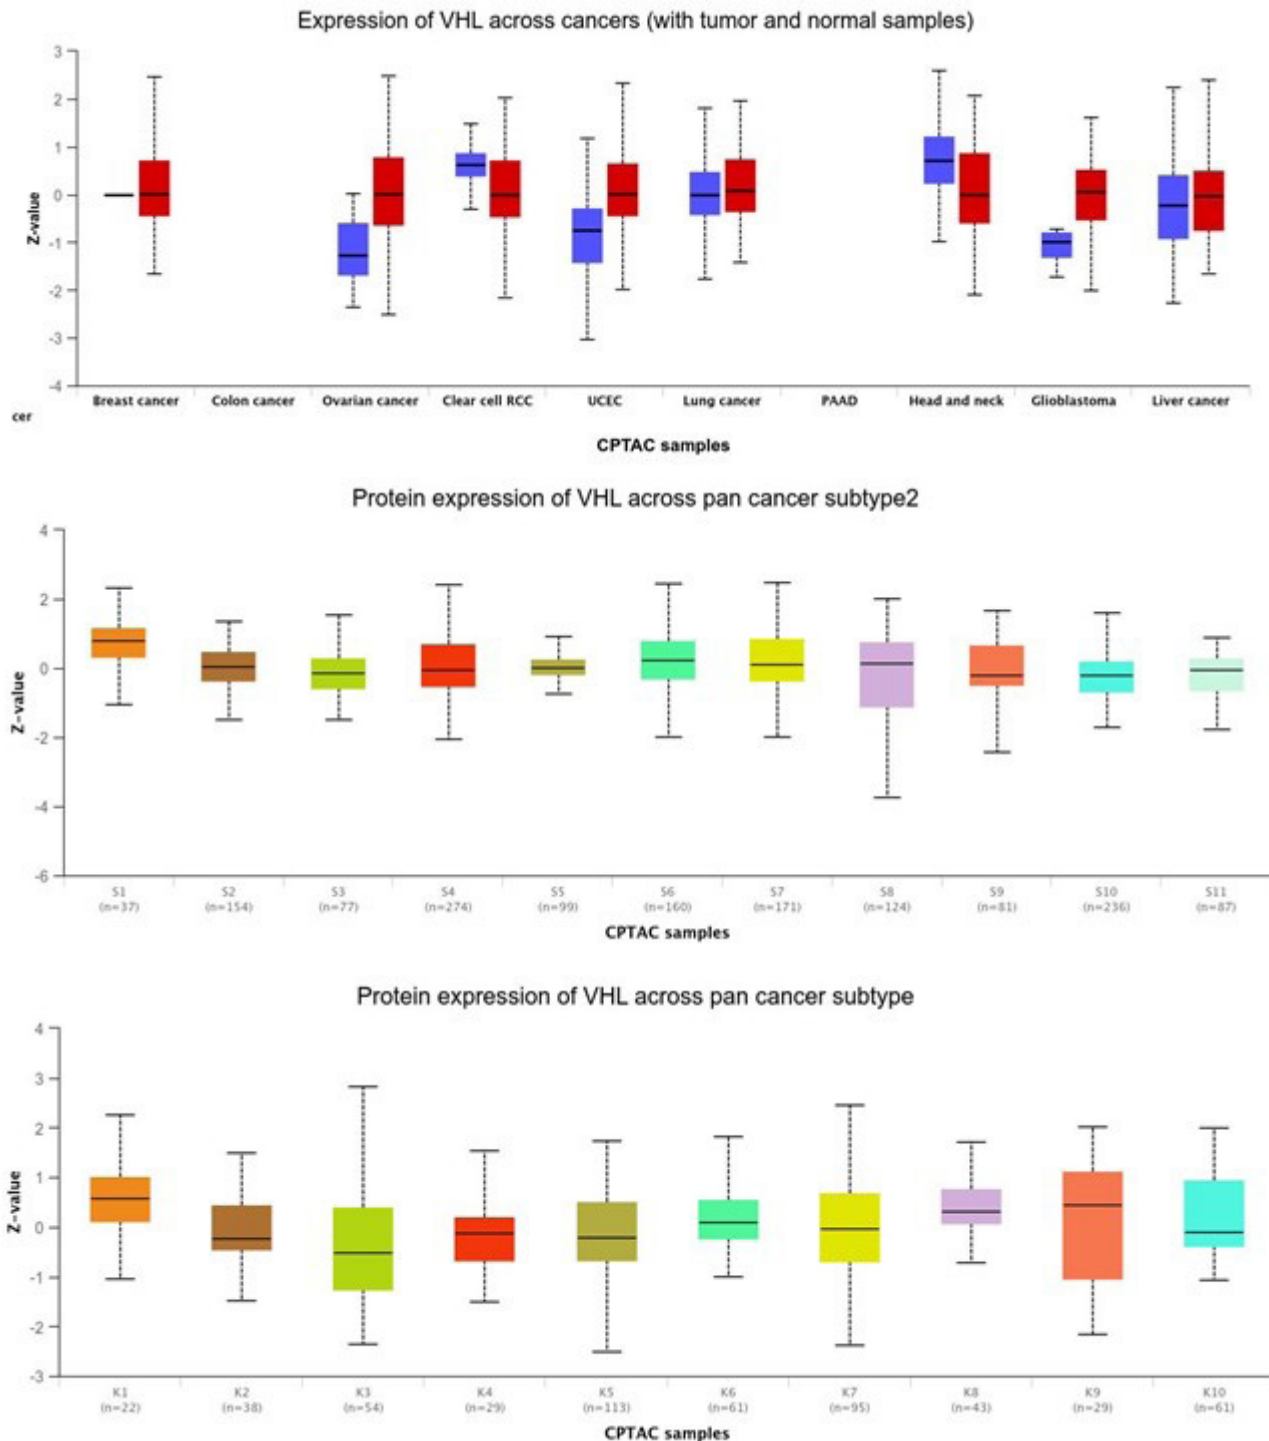 Expression of VHL across cancers (with tumor and normal samples)
3
2
1
0
-1
-2
-3
-4
Z-value
Breast cancer Colon cancer Ovarian cancer Clear cell RCC UCEC Lung cancer PAAD Head and neck Glioblastoma Liver cancer
cer
CPTAC samples
Protein expression of VHL across pan cancer subtype2
4
2
0
-2
-4
-6
Z-value
S1 S2 S3 S4 S5 S6 S7 S8 S9 S10 S11
(n=37) (n=154) (n=77) (n=274) (n=99) (n=160) (n=171) (n=124) (n=81) (n=236) (n=87)
CPTAC samples
Protein expression of VHL across pan cancer subtype
4
3
2
1
0
-1
-2
-3
Z-value
K1 K2 K3 K4 K5 K6 K7 K8 K9 K10
(n=22) (n=38) (n=54) (n=29) (n=113) (n=61) (n=95) (n=43) (n=29) (n=61)
CPTAC samples